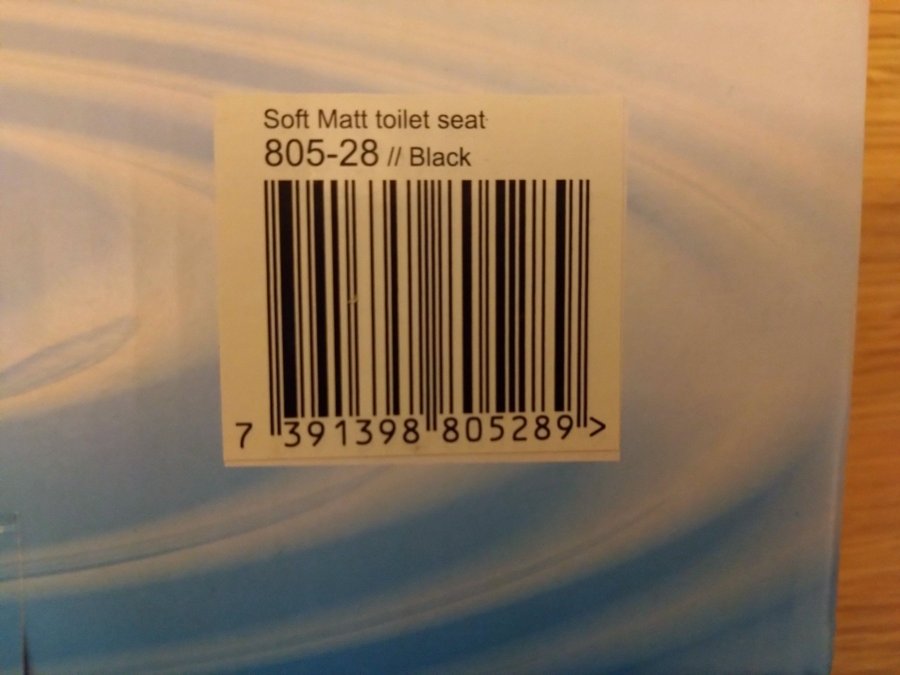 Soft Matt toilet seat
805-28 // Black
7 391398 805289 >